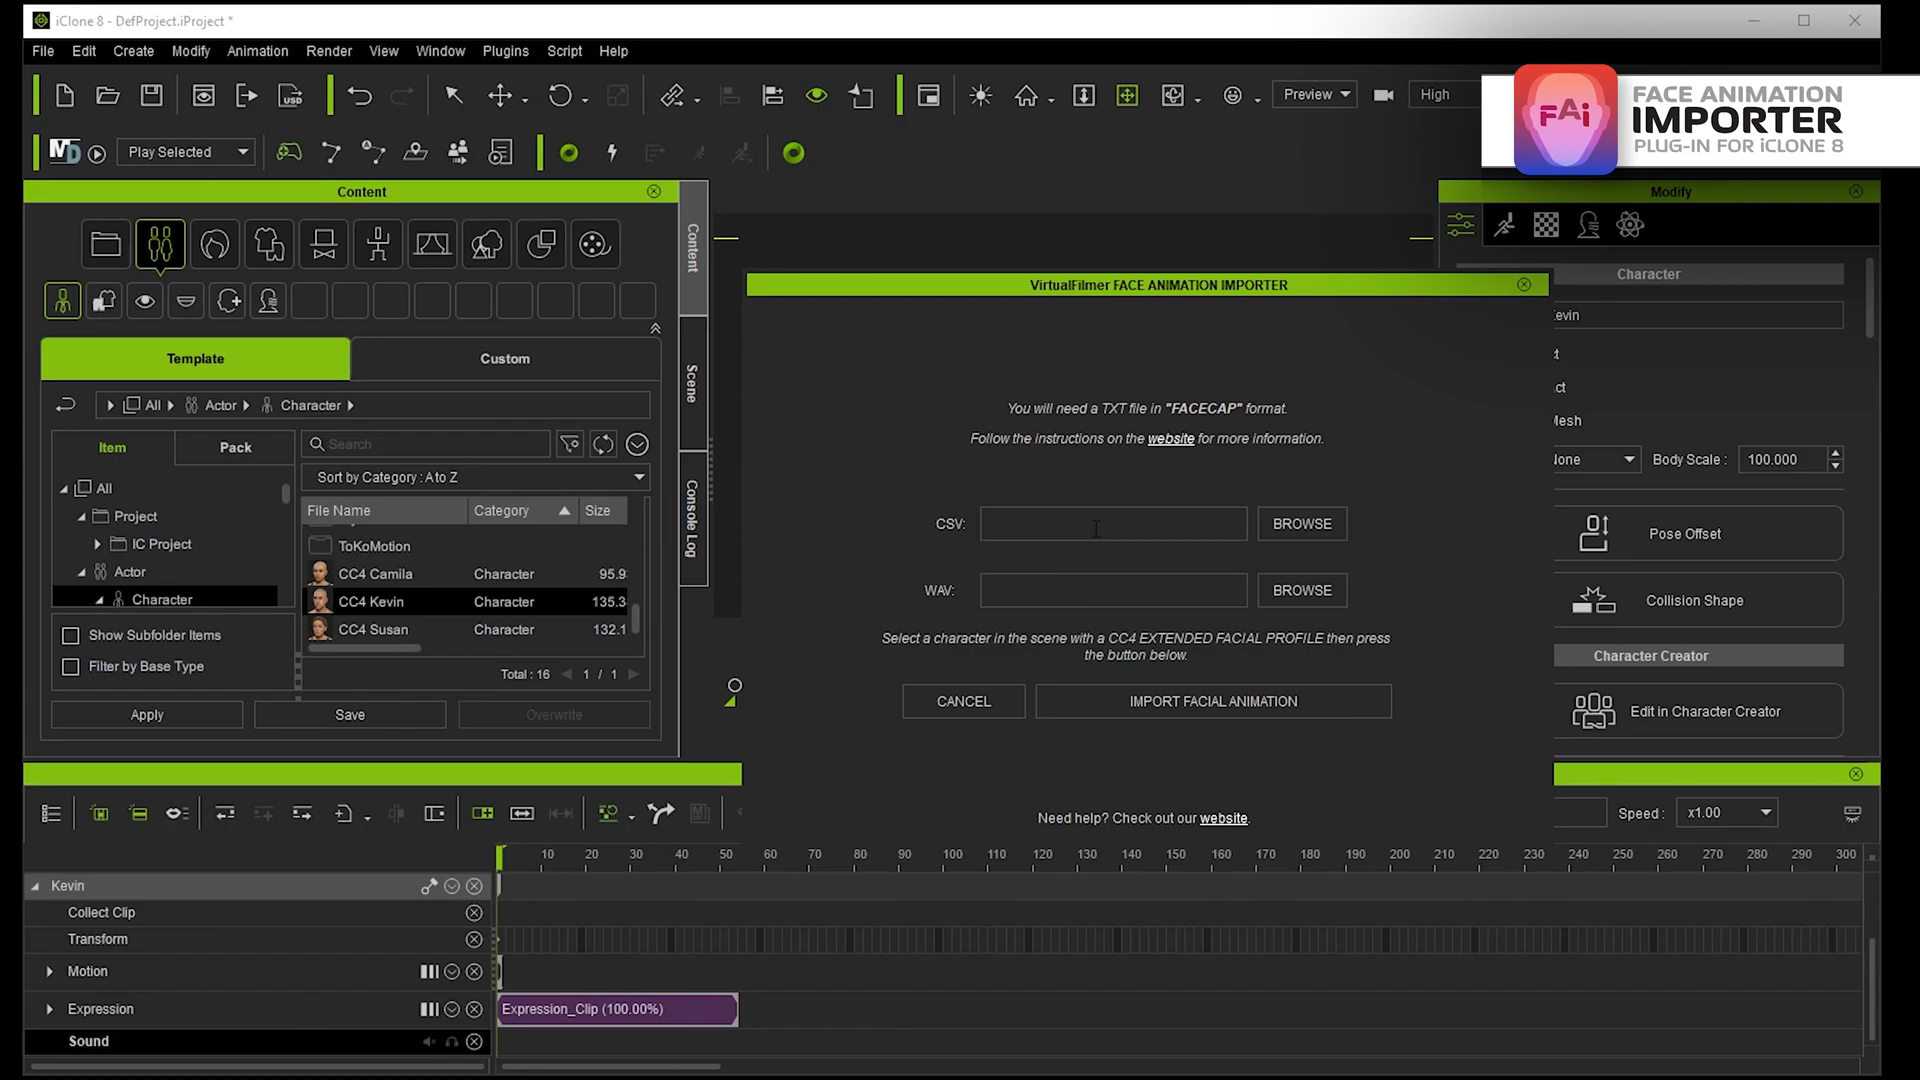 iClone 8 - DefProject.iProject *
File Edit Create Modify Animation Render View Window Plugins Script Help
USD
Preview
High
FAi
FACE ANIMATION
IMPORTER
PLUG-IN FOR iCLONE 8
MD
Play Selected
Content
Modify
Content
Scene
Console Log
Template
Custom
All
Actor
Character
Item
Pack
Search
Sort by Category : A to Z
File Name
Category
Size
All
Project
IC Project
Actor
Character
ToKoMotion
CC4 Camila Character 95.9
CC4 Kevin Character 135.3
CC4 Susan Character 132.1
Show Subfolder Items
Filter by Base Type
Total : 16
1 / 1
Apply
Save
Overwrite
VirtualFilmer FACE ANIMATION IMPORTER
You will need a TXT file in "FACECAP" format.
Follow the instructions on the website for more information.
CSV:
BROWSE
WAV:
BROWSE
Select a character in the scene with a CC4 EXTENDED FACIAL PROFILE then press
the button below.
CANCEL
IMPORT FACIAL ANIMATION
Need help? Check out our website.
Character
evin
t
ct
Mesh
None
Body Scale :
100.000
Pose Offset
Collision Shape
Character Creator
Edit in Character Creator
Speed :
x1.00
10 20 30 40 50 60 70 80 90 100 110 120 130 140 150 160 170 180 190 200 210 220 230 240 250 260 270 280 290 300
Kevin
Collect Clip
Transform
Motion
Expression
Expression_Clip (100.00%)
Sound